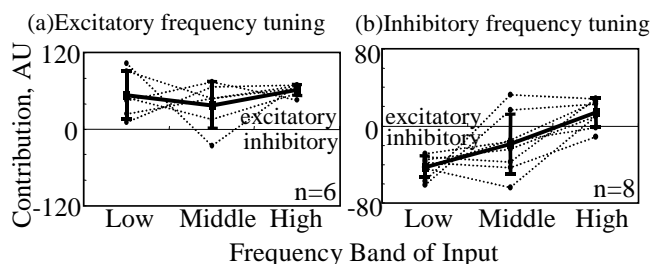 (a)Excitatory frequency tuning
(b)Inhibitory frequency tuning
Contribution, AU
120
0
-120
excitatory
inhibitory
n=6
Low Middle High
80
0
-80
excitatory
inhibitory
n=8
Low Middle High
Frequency Band of Input